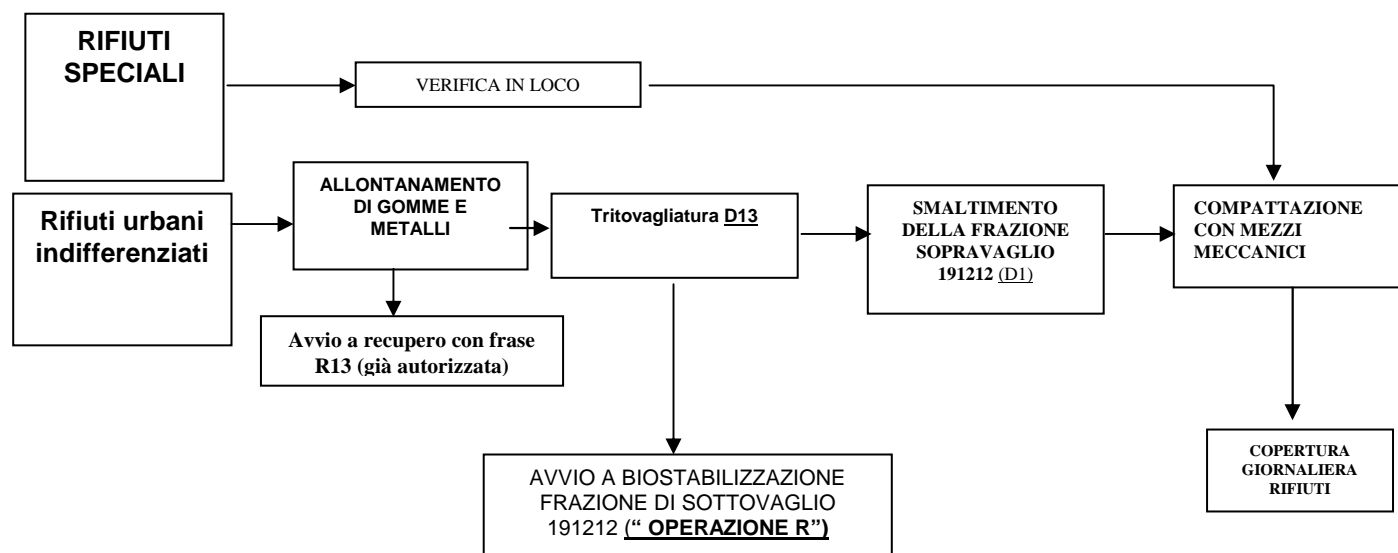 RIFIUTI
SPECIALI
VERIFICA IN LOCO
Rifiuti urbani
indifferenziati
ALLONTANAMENTO
DI GOMME E
METALLI
Tritovagliatura D13
SMALTIMENTO
DELLA FRAZIONE
SOPRAVAGLIO
191212 (D1)
COMPATTAZIONE
CON MEZZI
MECCANICI
Avvio a recupero con frase
R13 (già autorizzata)
AVVIO A BIOSTABILIZZAZIONE
FRAZIONE DI SOTTOVAGLIO
191212 (“ OPERAZIONE R”)
COPERTURA
GIORNALIERA
RIFIUTI